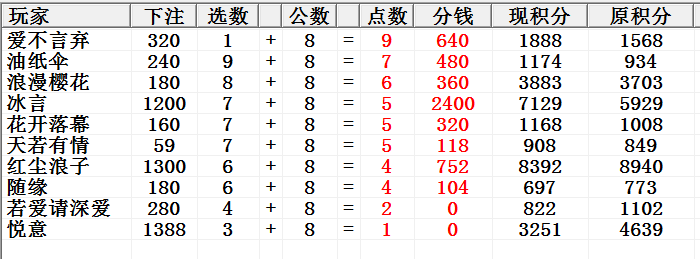 玩家 下注 选数 公数 点数 分钱 现积分 原积分
爱不言弃 320 1 + 8 = 9 640 1888 1568
油纸伞 240 9 + 8 = 7 480 1174 934
浪漫樱花 180 8 + 8 = 6 360 3883 3703
冰言 1200 7 + 8 = 5 2400 7129 5929
花开落幕 160 7 + 8 = 5 320 1168 1008
天若有情 59 7 + 8 = 5 118 908 849
红尘浪子 1300 6 + 8 = 4 752 8392 8940
随缘 180 6 + 8 = 4 104 697 773
若爱请深爱 280 4 + 8 = 2 0 822 1102
悦意 1388 3 + 8 = 1 0 3251 4639